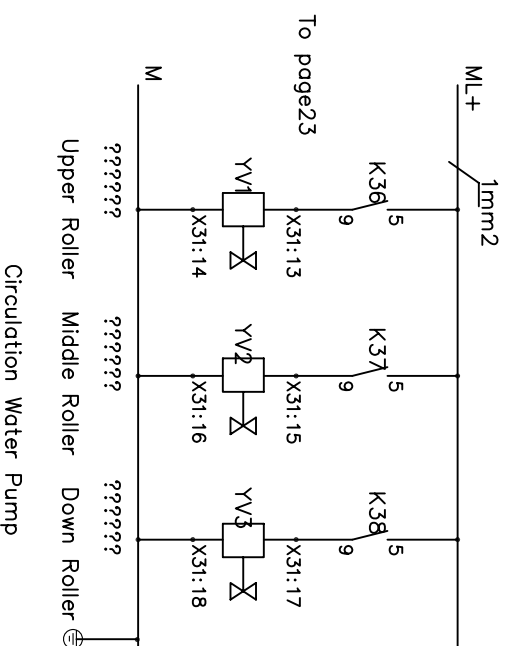 1mm2
ML+
5 5 5
K36 K37 K38
9 9 9
To page23
X31:13 X31:15 X31:17
YV1 YV2 YV3
X31:14 X31:16 X31:18
M
??????? ??????? ???????
Upper Roller Middle Roller Down Roller
Circulation Water Pump